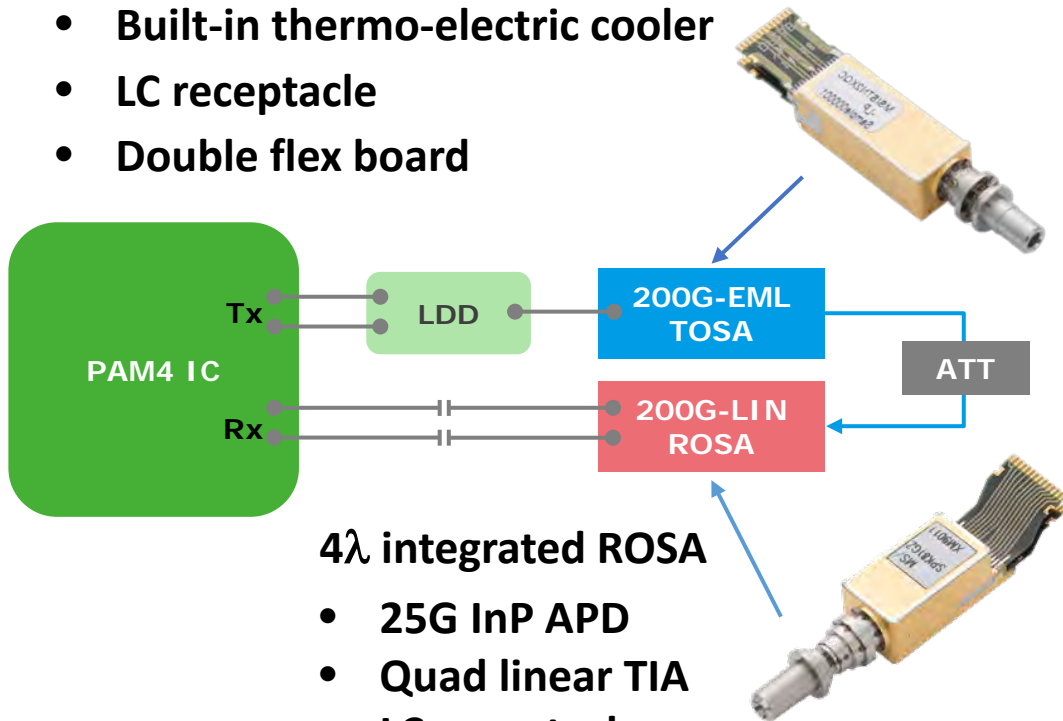 • Built-in thermo-electric cooler
• LC receptacle
• Double flex board
Tx
LDD
200G-EML
TOSA
PAM4 IC
ATT
Rx
200G-LIN
ROSA
4λ integrated ROSA
• 25G InP APD
• Quad linear TIA